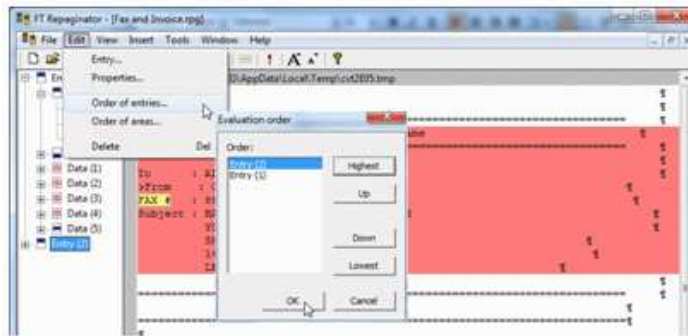 FT Repaginator - [Fax and Invoice.rpg]
File Edit View Insert Tools Window Help
Entry...
Properties...
Order of entries...
Order of areas...
Delete Del
Data (1)
Data (2)
Data (3)
Data (4)
Data (5)
Entry (2)
\AppData\Local\Temp\cvt2895.tmp
To :
>From :
FAX # :
Subject :
Evaluation order
Order:
Entry (2)
Entry (1)
Highest
Up
Down
Lowest
OK
Cancel